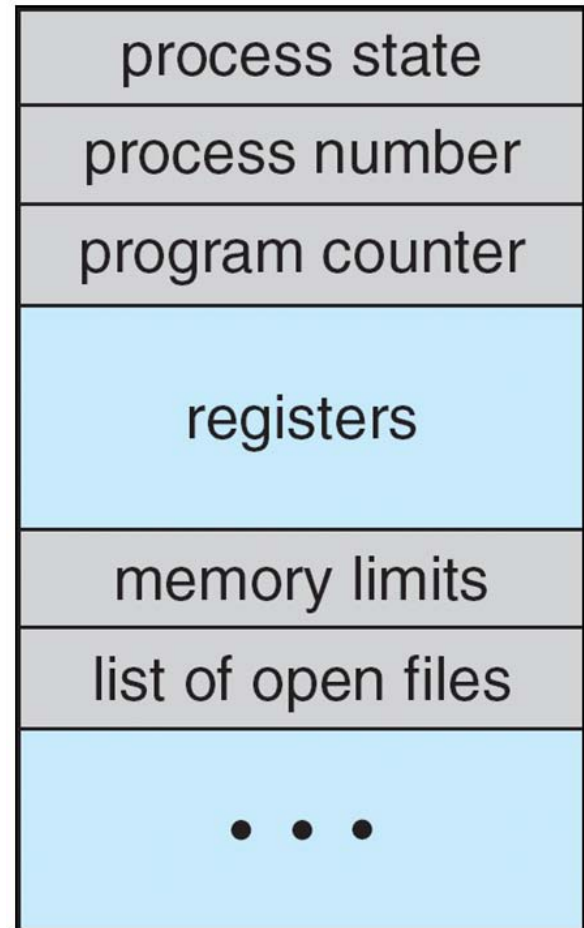 process state
process number
program counter
registers
memory limits
list of open files
• • •